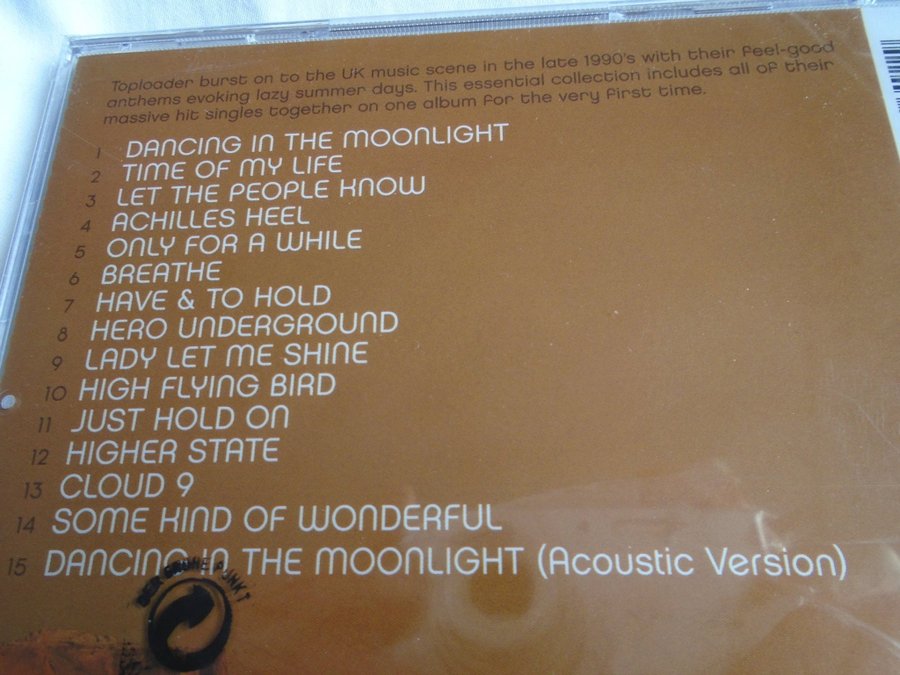 Toploader burst on to the UK music scene in the late 1990's with their feel-good
anthems evoking lazy summer days. This essential collection includes all of their
massive hit singles together on one album for the very first time.
1 DANCING IN THE MOONLIGHT
2 TIME OF MY LIFE
3 LET THE PEOPLE KNOW
4 ACHILLES HEEL
5 ONLY FOR A WHILE
6 BREATHE
7 HAVE & TO HOLD
8 HERO UNDERGROUND
9 LADY LET ME SHINE
10 HIGH FLYING BIRD
11 JUST HOLD ON
12 HIGHER STATE
13 CLOUD 9
14 SOME KIND OF WONDERFUL
15 DANCING IN THE MOONLIGHT (Acoustic Version)
DER GRÜNE PUNKT